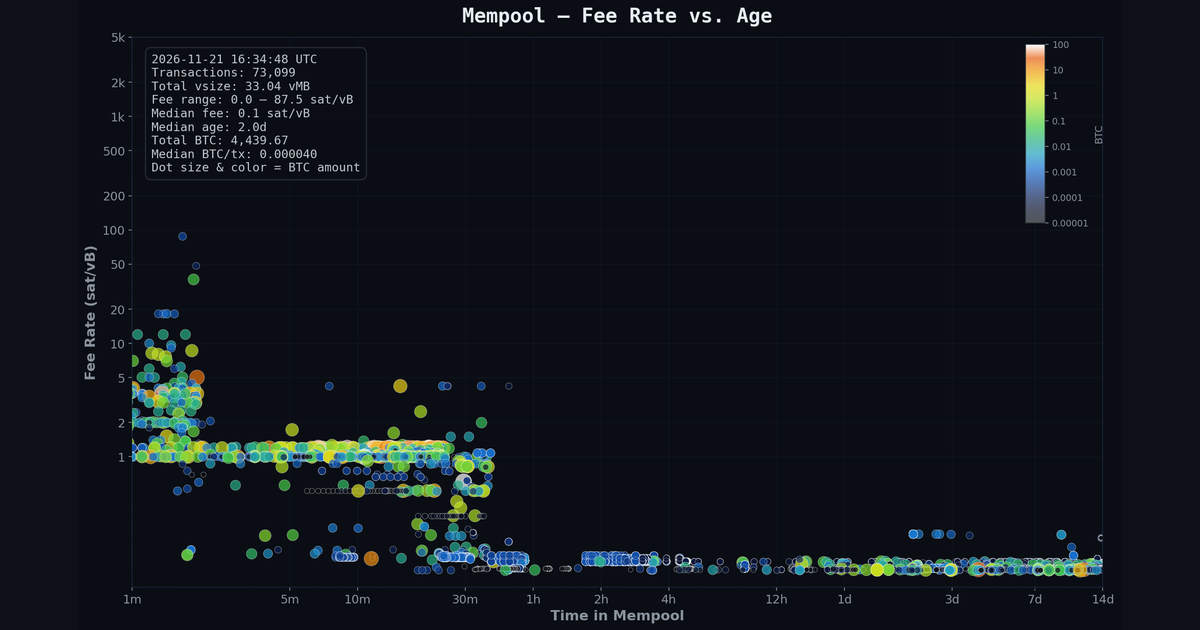 Mempool — Fee Rate vs. Age
2026-11-21 16:34:48 UTC
Transactions: 73,099
Total vsize: 33.04 vMB
Fee range: 0.0 – 87.5 sat/vB
Median fee: 0.1 sat/vB
Median age: 2.0d
Total BTC: 4,439.67
Median BTC/tx: 0.000040
Dot size & color = BTC amount
100
10
1
0.1
0.01
0.001
0.0001
0.00001
BTC
Fee Rate (sat/vB)
5k
2k
1k
500
200
100
50
20
10
5
2
1
1m
5m
10m
30m
1h
2h
4h
12h
1d
3d
7d
14d
Time in Mempool